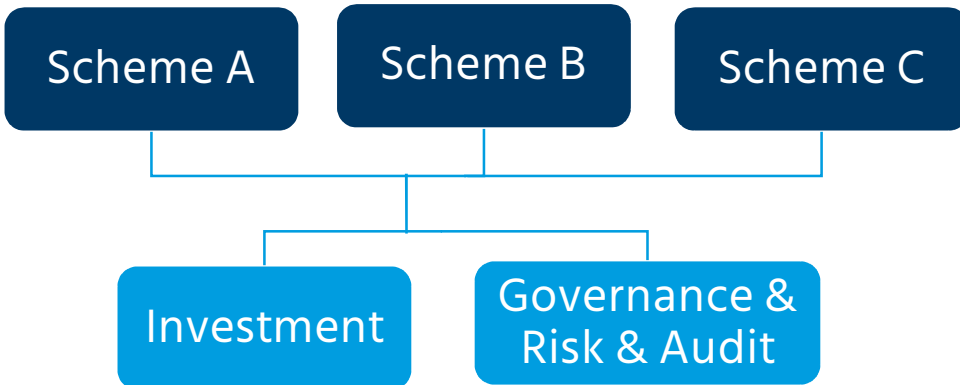 Scheme A
Scheme B
Scheme C
Investment
Governance &
Risk & Audit